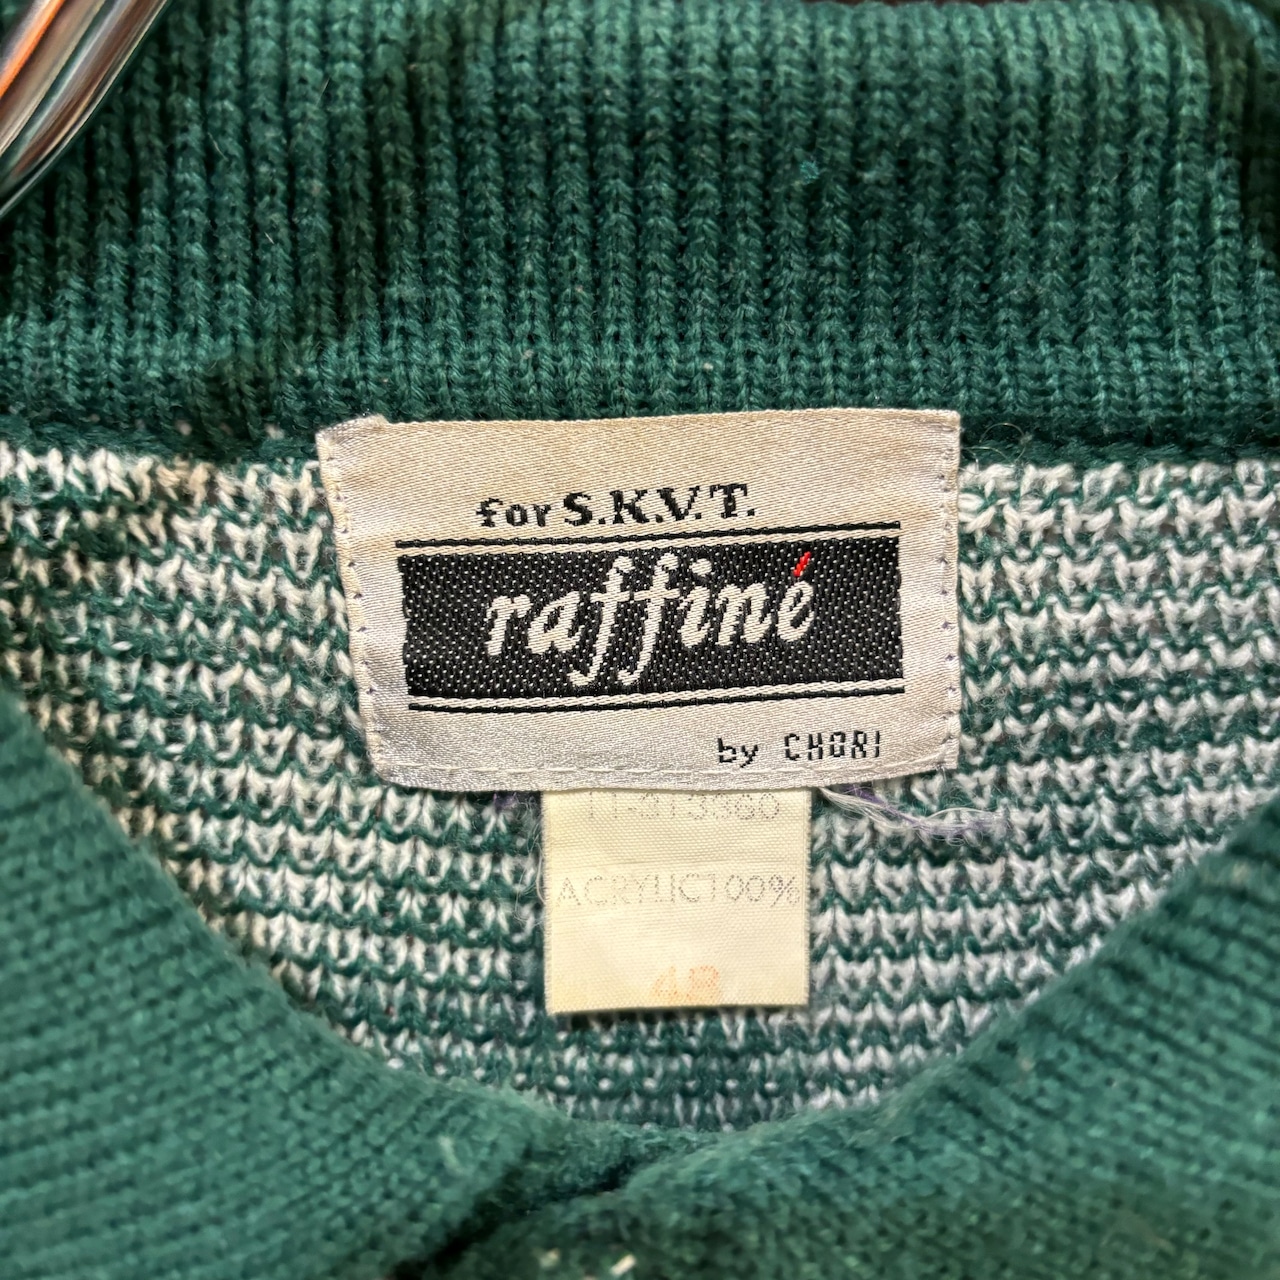 for S.K.V.T.
raffiné
by CHORI
ACRYLIC100%